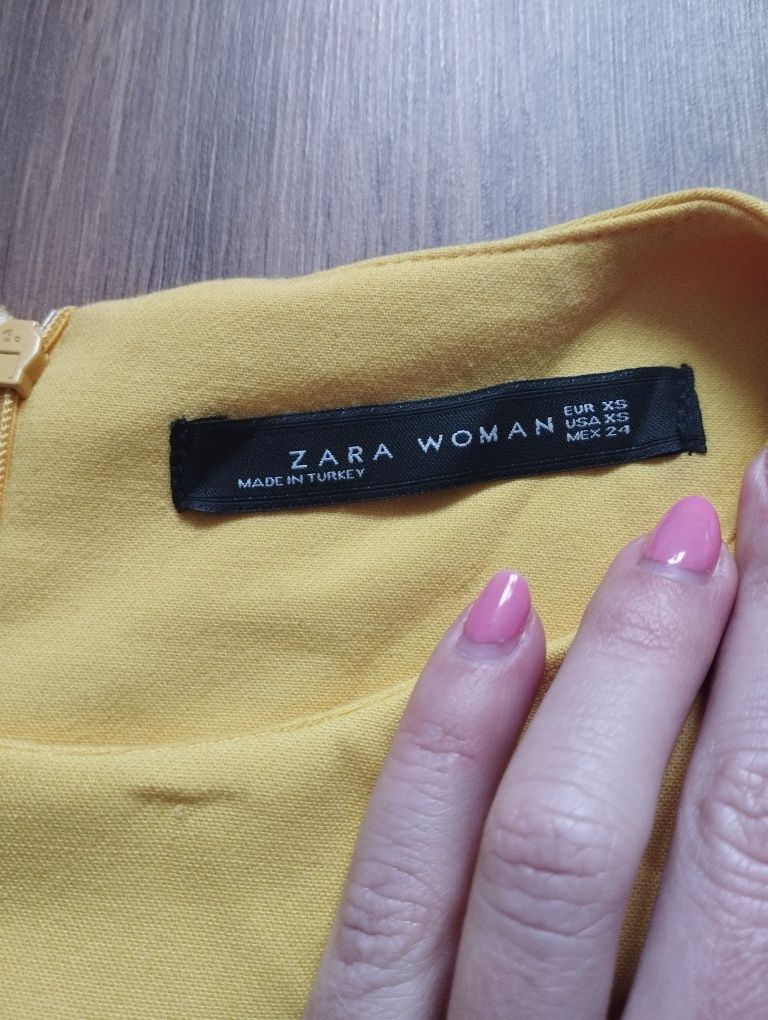 ZARA WOMAN
MADE IN TURKEY
EUR XS
USA XS
MEX 24